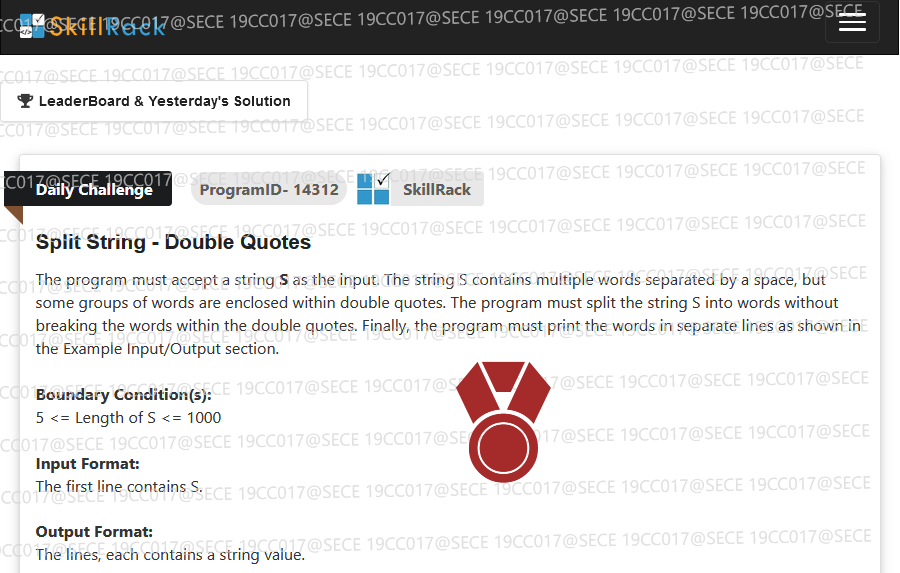 19CC017@SECE 19CC017@SECE 19CC017@SECE 19CC017@SECE 19CC017@SECE 19CC017@SECE
SkillRack
LeaderBoard & Yesterday's Solution
Daily Challenge
ProgramID- 14312
SkillRack
Split String - Double Quotes
The program must accept a string S as the input. The string S contains multiple words separated by a space, but
some groups of words are enclosed within double quotes. The program must split the string S into words without
breaking the words within the double quotes. Finally, the program must print the words in separate lines as shown in
the Example Input/Output section.
Boundary Condition(s):
5 <= Length of S <= 1000
Input Format:
The first line contains S.
Output Format:
The lines, each contains a string value.